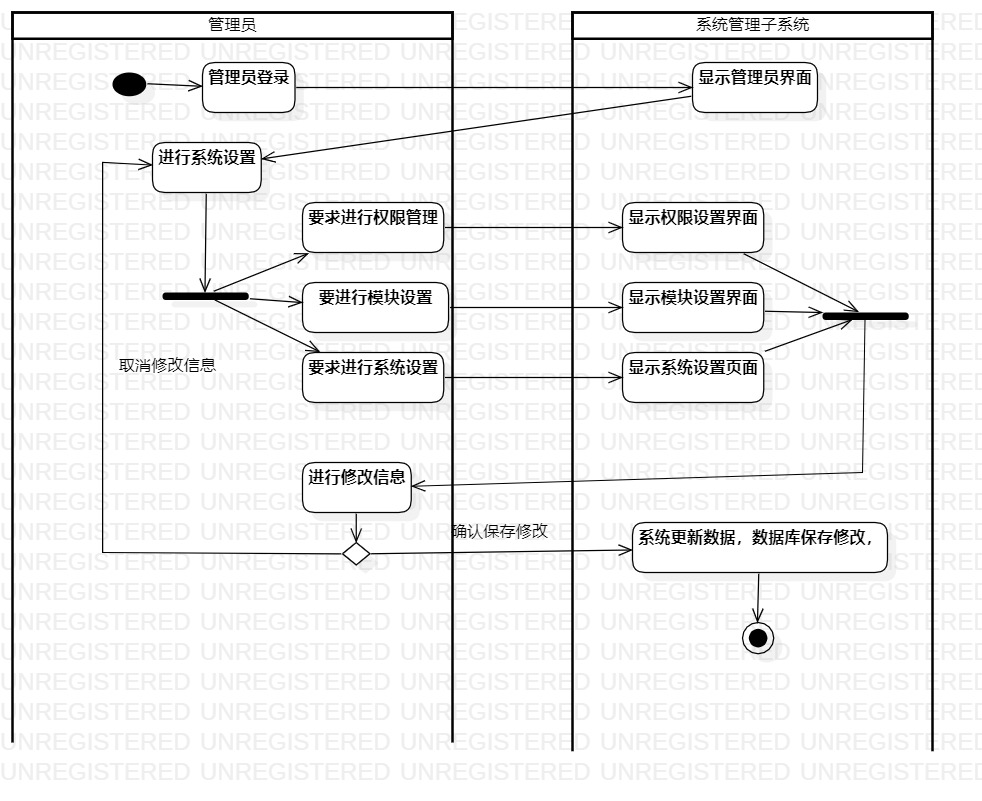 管理员
系统管理子系统
管理员登录
显示管理员界面
进行系统设置
要求进行权限管理
显示权限设置界面
要进行模块设置
显示模块设置界面
取消修改信息
要求进行系统设置
显示系统设置页面
进行修改信息
确认保存修改
系统更新数据，数据库保存修改，
UNREGISTERED